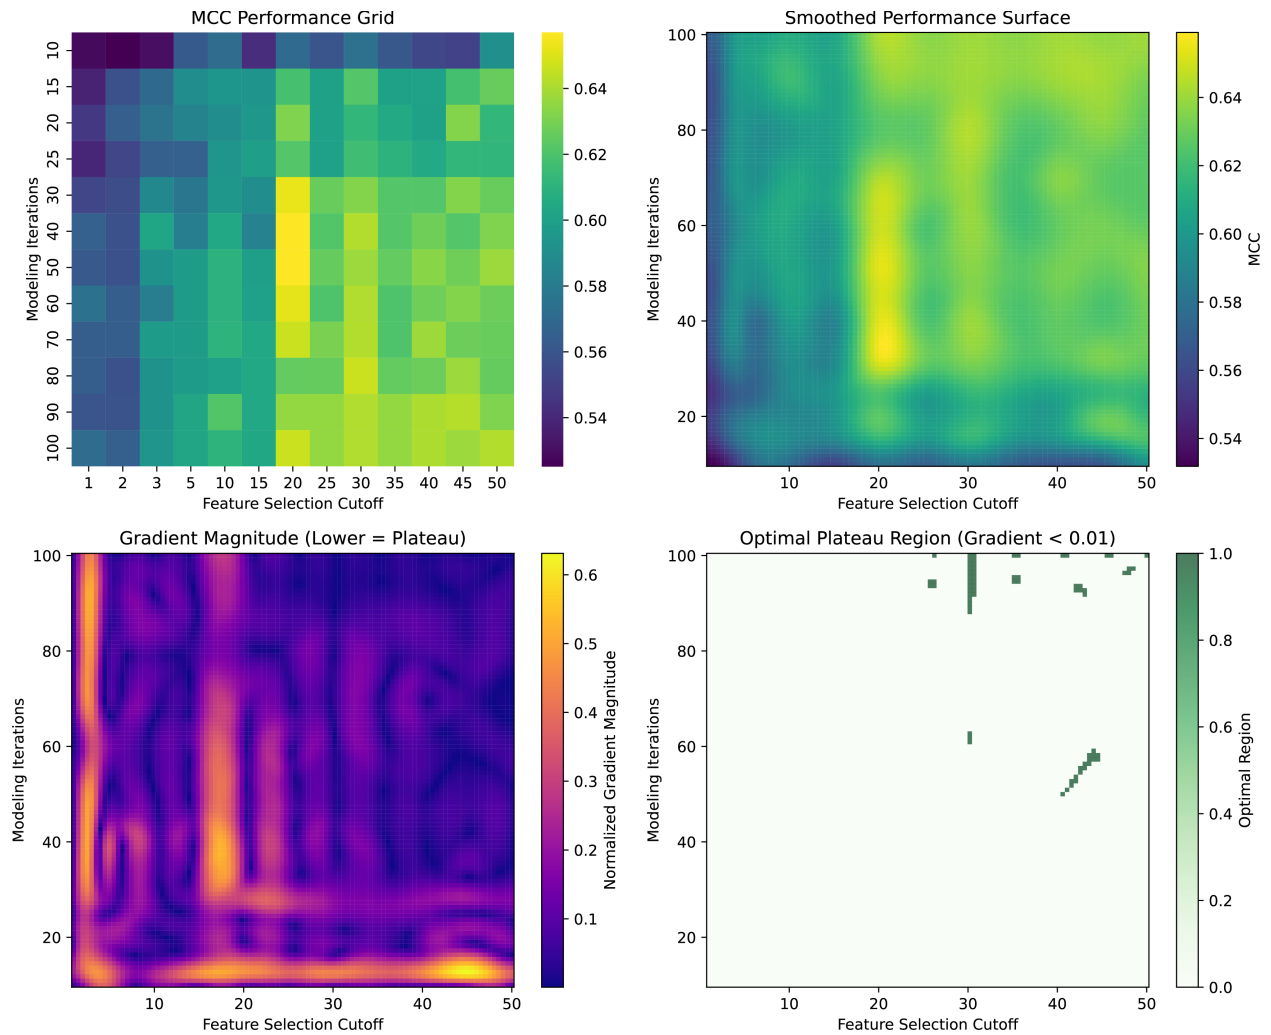 MCC Performance Grid
10
15
20
25
30
40
50
60
70
80
90
100
Modeling Iterations
1 2 3 5 10 15 20 25 30 35 40 45 50
Feature Selection Cutoff
0.64
0.62
0.60
0.58
0.56
0.54
Smoothed Performance Surface
100
80
60
40
20
Modeling Iterations
10 20 30 40 50
Feature Selection Cutoff
0.64
0.62
0.60
0.58
0.56
0.54
MCC
Gradient Magnitude (Lower = Plateau)
100
80
60
40
20
Modeling Iterations
10 20 30 40 50
Feature Selection Cutoff
0.6
0.5
0.4
0.3
0.2
0.1
Normalized Gradient Magnitude
Optimal Plateau Region (Gradient < 0.01)
100
80
60
40
20
Modeling Iterations
10 20 30 40 50
Feature Selection Cutoff
1.0
0.8
0.6
0.4
0.2
0.0
Optimal Region